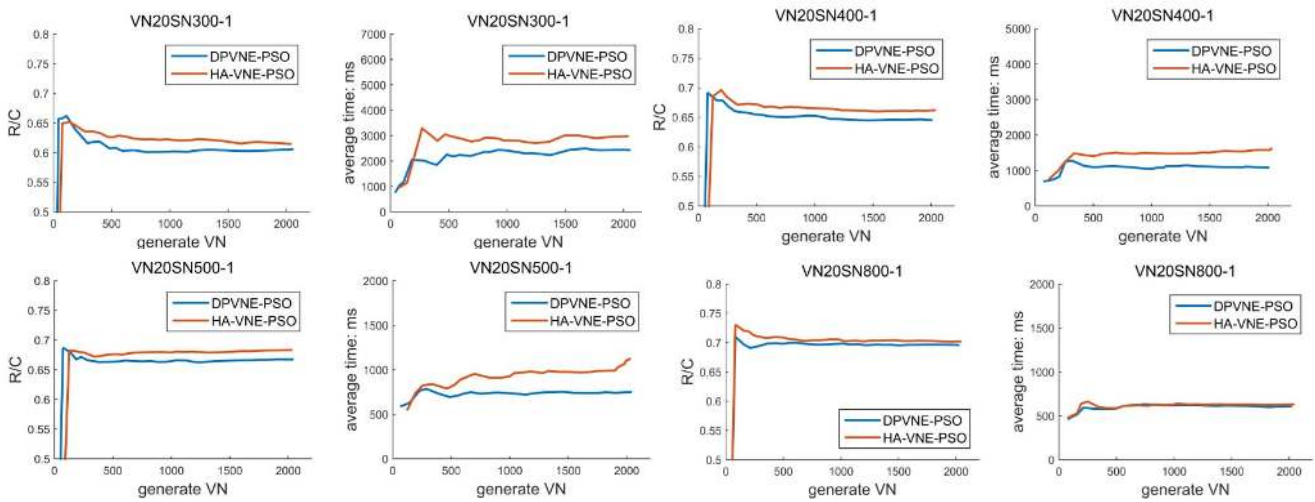 VN20SN300-1
0.8
0.75
0.7
0.65
0.6
0.55
0.5
R/C
DPVNE-PSO
HA-VNE-PSO
0 500 1000 1500 2000
generate VN
VN20SN300-1
7000
6000
5000
4000
3000
2000
1000
0
average time: ms
DPVNE-PSO
HA-VNE-PSO
0 500 1000 1500 2000
generate VN
VN20SN400-1
0.8
0.75
0.7
0.65
0.6
0.55
0.5
R/C
DPVNE-PSO
HA-VNE-PSO
0 500 1000 1500 2000
generate VN
VN20SN400-1
5000
4000
3000
2000
1000
0
average time: ms
DPVNE-PSO
HA-VNE-PSO
0 500 1000 1500 2000
generate VN
VN20SN500-1
0.8
0.75
0.7
0.65
0.6
0.55
0.5
R/C
DPVNE-PSO
HA-VNE-PSO
0 500 1000 1500 2000
generate VN
VN20SN500-1
2000
1500
1000
500
0
average time: ms
DPVNE-PSO
HA-VNE-PSO
0 500 1000 1500 2000
generate VN
VN20SN800-1
0.8
0.75
0.7
0.65
0.6
0.55
0.5
R/C
DPVNE-PSO
HA-VNE-PSO
0 500 1000 1500 2000
generate VN
VN20SN800-1
2000
1500
1000
500
0
average time: ms
DPVNE-PSO
HA-VNE-PSO
0 500 1000 1500 2000
generate VN